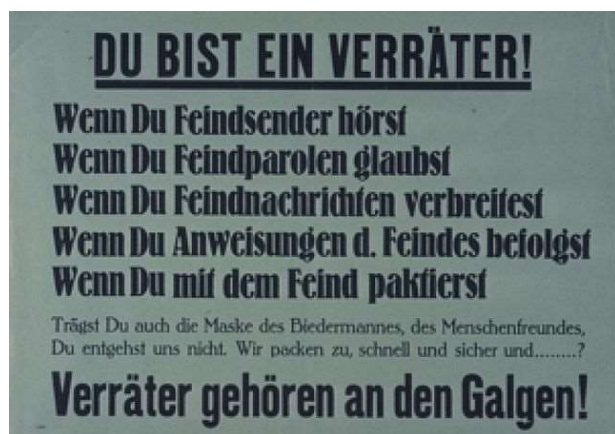 DU BIST EIN VERRÄTER!
Wenn Du Feindsender hörst
Wenn Du Feindparolen glaubst
Wenn Du Feindnachrichten verbreitest
Wenn Du Anweisungen d. Feindes befolgst
Wenn Du mit dem Feind paktierst
Trägst Du auch die Maske des Biedermannes, des Menschenfreundes,
Du entgehst uns nicht. Wir packen zu, schnell und sicher und........?
Verräter gehören an den Galgen!